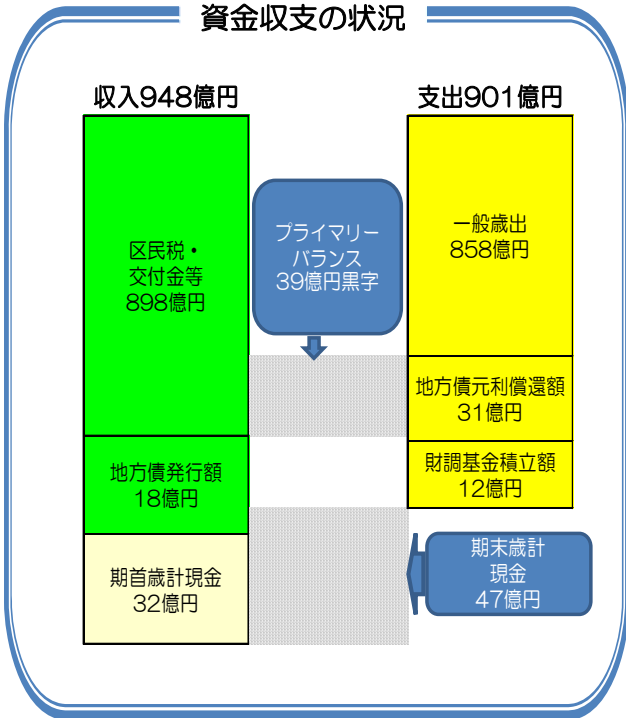 資金収支の状況
収入948億円
支出901億円
区民税・
交付金等
898億円
地方債発行額
18億円
期首歳計現金
32億円
プライマリー
バランス
39億円黒字
一般歳出
858億円
地方債元利償還額
31億円
財調基金積立額
12億円
期末歳計
現金
47億円